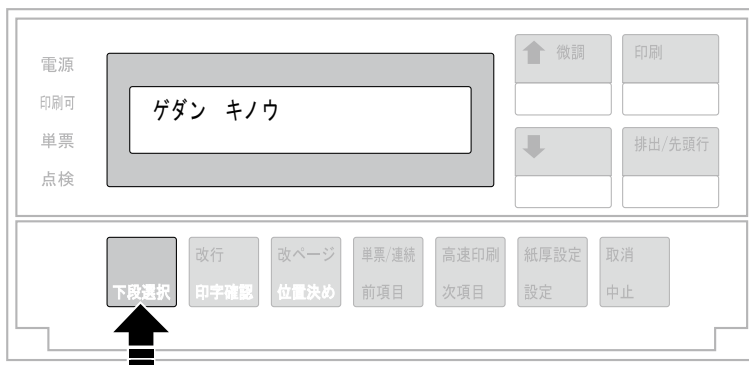 電源
印刷可
単票
点検
ゲダン キノウ
微調
印刷
排出/先頭行
下段選択
改行
印字確認
改ページ
位置決め
単票/連続
前項目
高速印刷
次項目
紙厚設定
設定
取消
中止